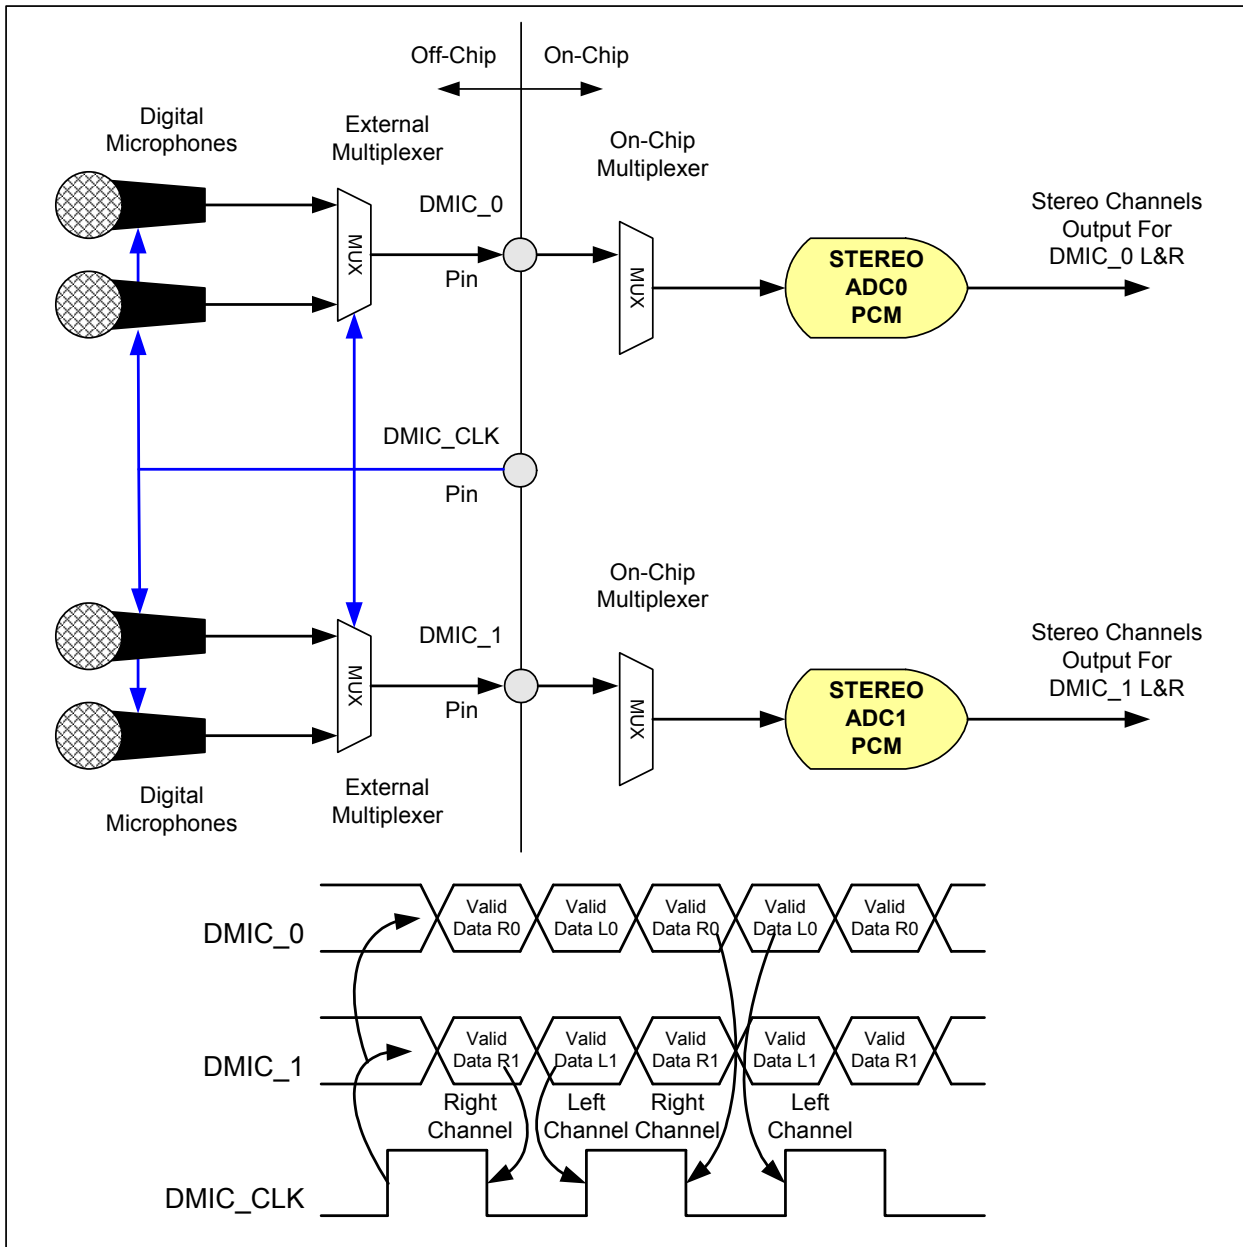 Off-Chip
On-Chip
Digital
Microphones
External
Multiplexer
On-Chip
Multiplexer
DMIC_0
MUX
Pin
MUX
STEREO
ADC0
PCM
Stereo Channels
Output For
DMIC_0 L&R
DMIC_CLK
Pin
On-Chip
Multiplexer
DMIC_1
MUX
Pin
MUX
STEREO
ADC1
PCM
Stereo Channels
Output For
DMIC_1 L&R
Digital
Microphones
External
Multiplexer
DMIC_0
Valid
Data R0
Valid
Data L0
Valid
Data R0
Valid
Data L0
Valid
Data R0
DMIC_1
Valid
Data R1
Valid
Data L1
Valid
Data R1
Valid
Data L1
Valid
Data R1
Right
Channel
Left
Channel
Right
Channel
Left
Channel
DMIC_CLK